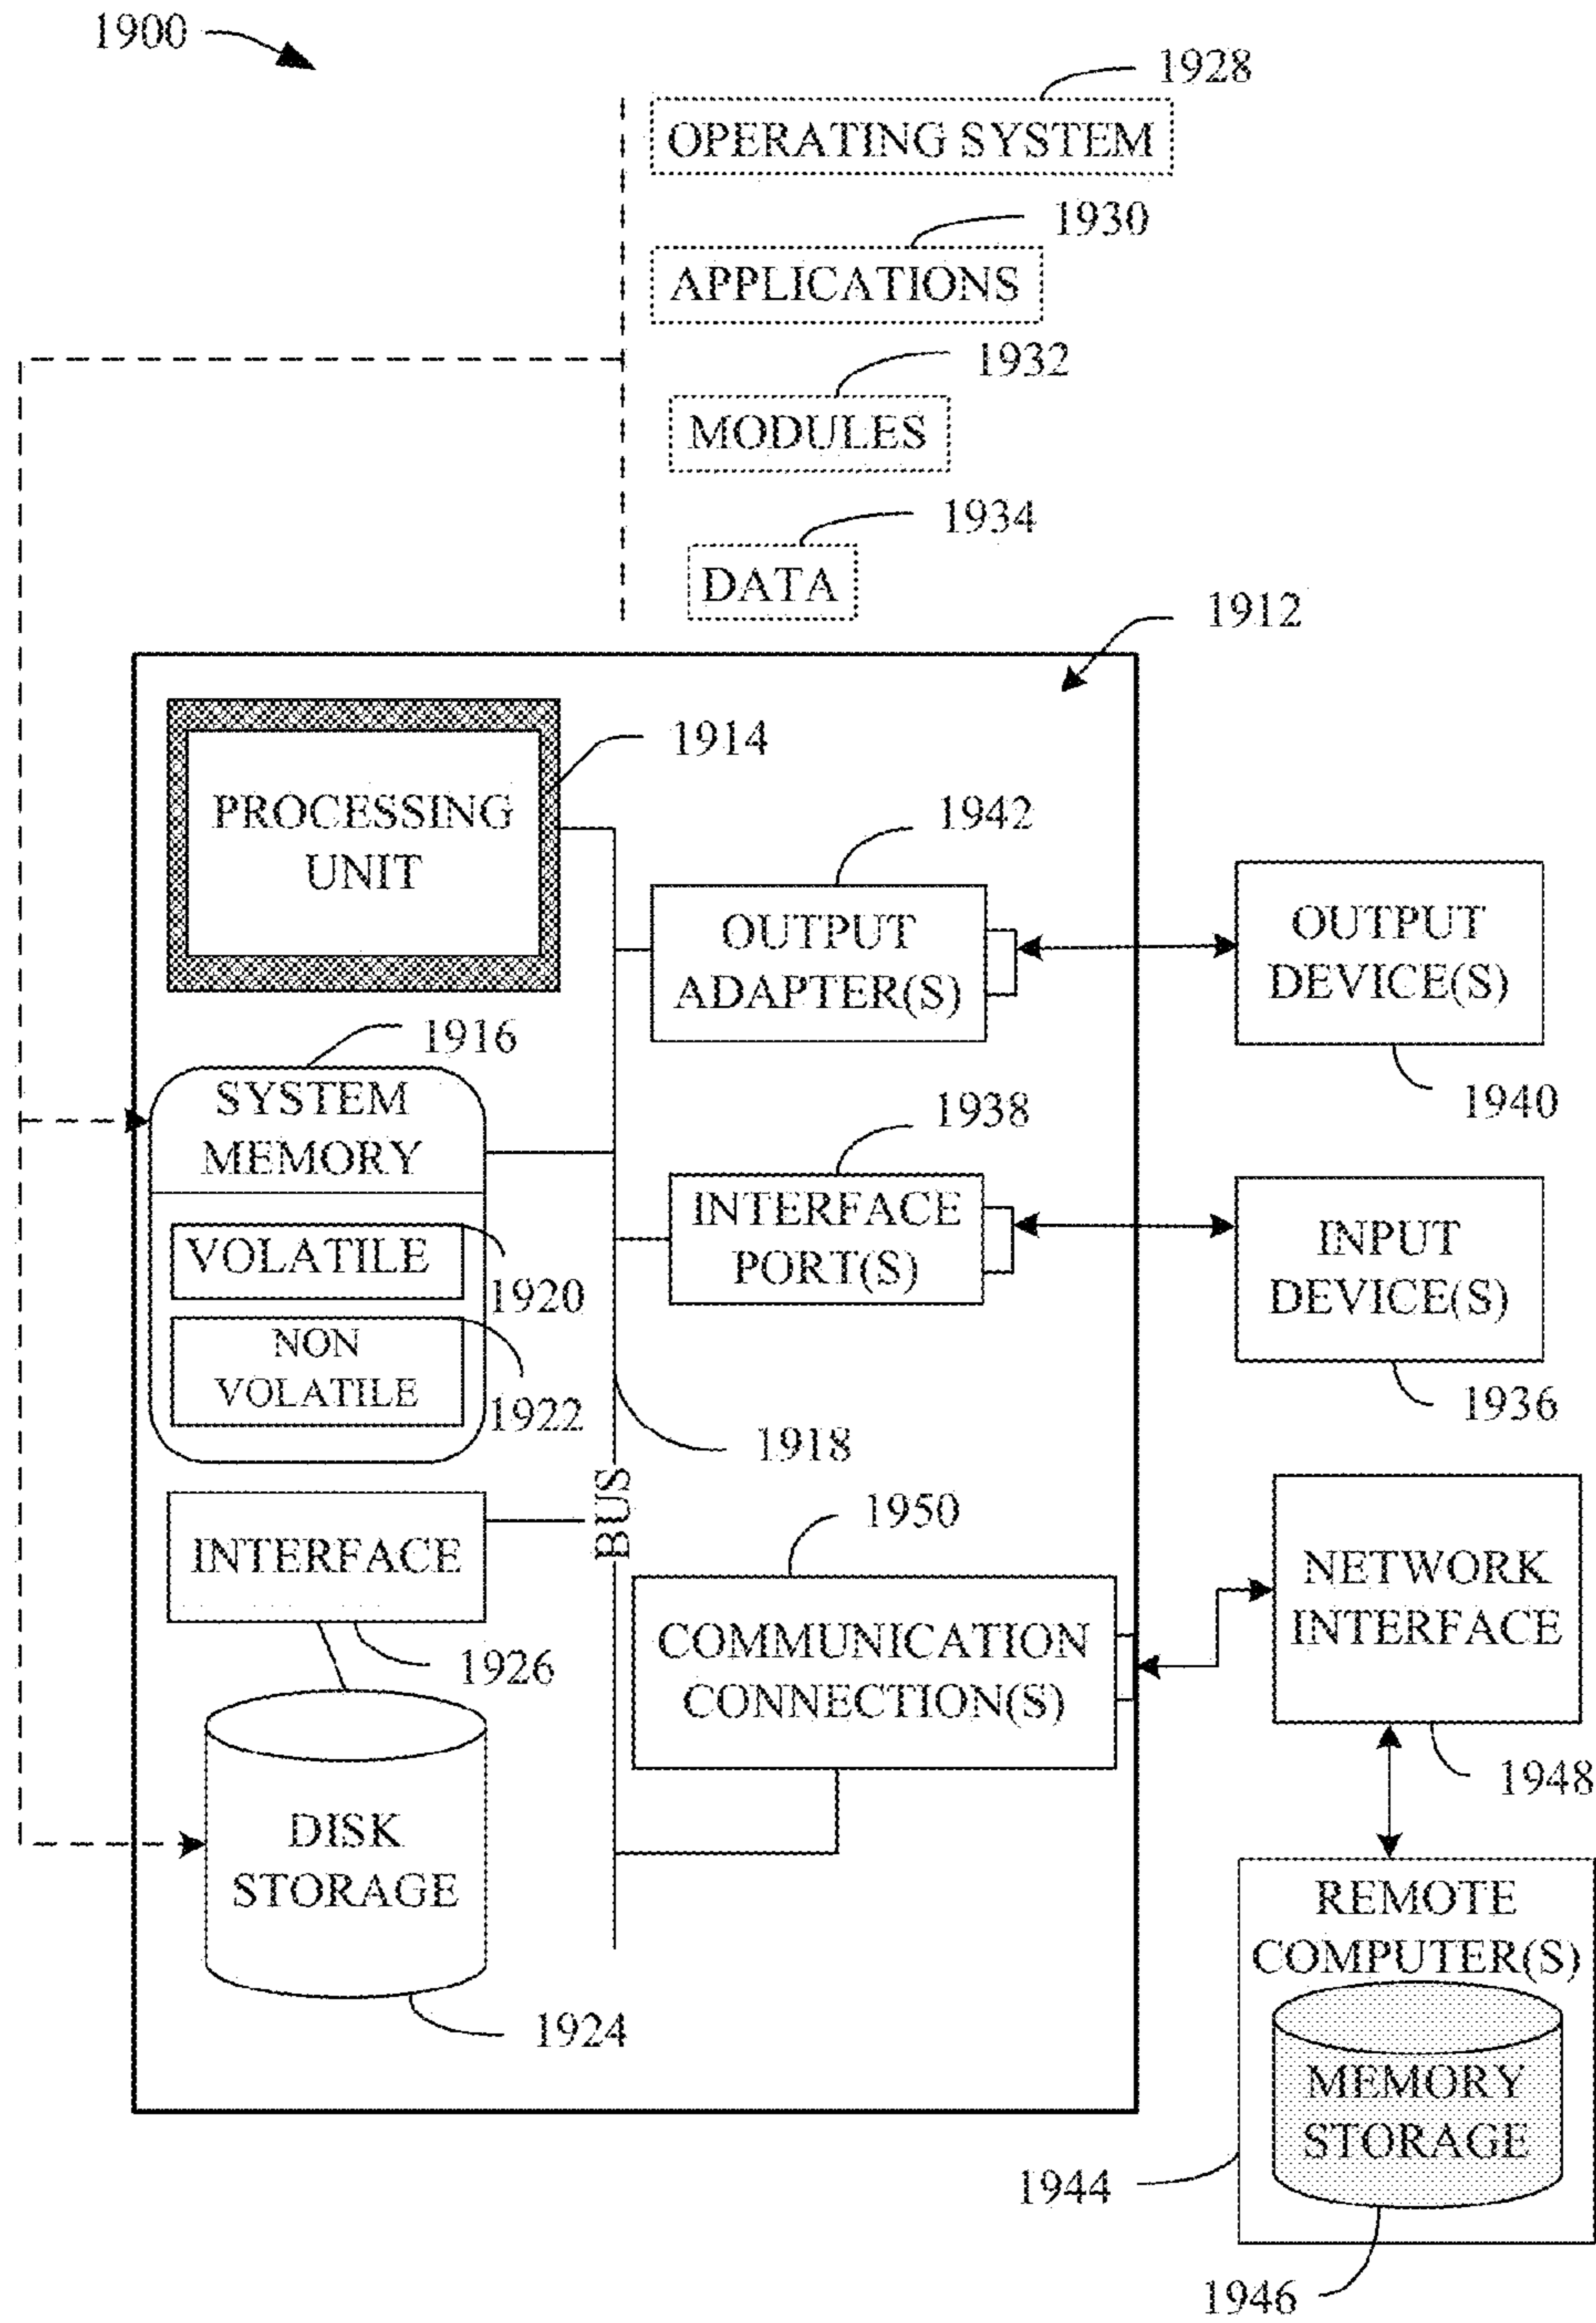 1900
1928
OPERATING SYSTEM
1930
APPLICATIONS
1932
MODULES
1934
DATA
1912
PROCESSING
UNIT
1914
1942
OUTPUT
ADAPTER(S)
OUTPUT
DEVICE(S)
1940
1916
SYSTEM
MEMORY
VOLATILE
1920
NON
VOLATILE
1922
1938
INTERFACE
PORT(S)
INPUT
DEVICE(S)
1936
1918
BUS
INTERFACE
1926
1950
COMMUNICATION
CONNECTION(S)
NETWORK
INTERFACE
1948
DISK
STORAGE
1924
REMOTE
COMPUTER(S)
MEMORY
STORAGE
1944
1946